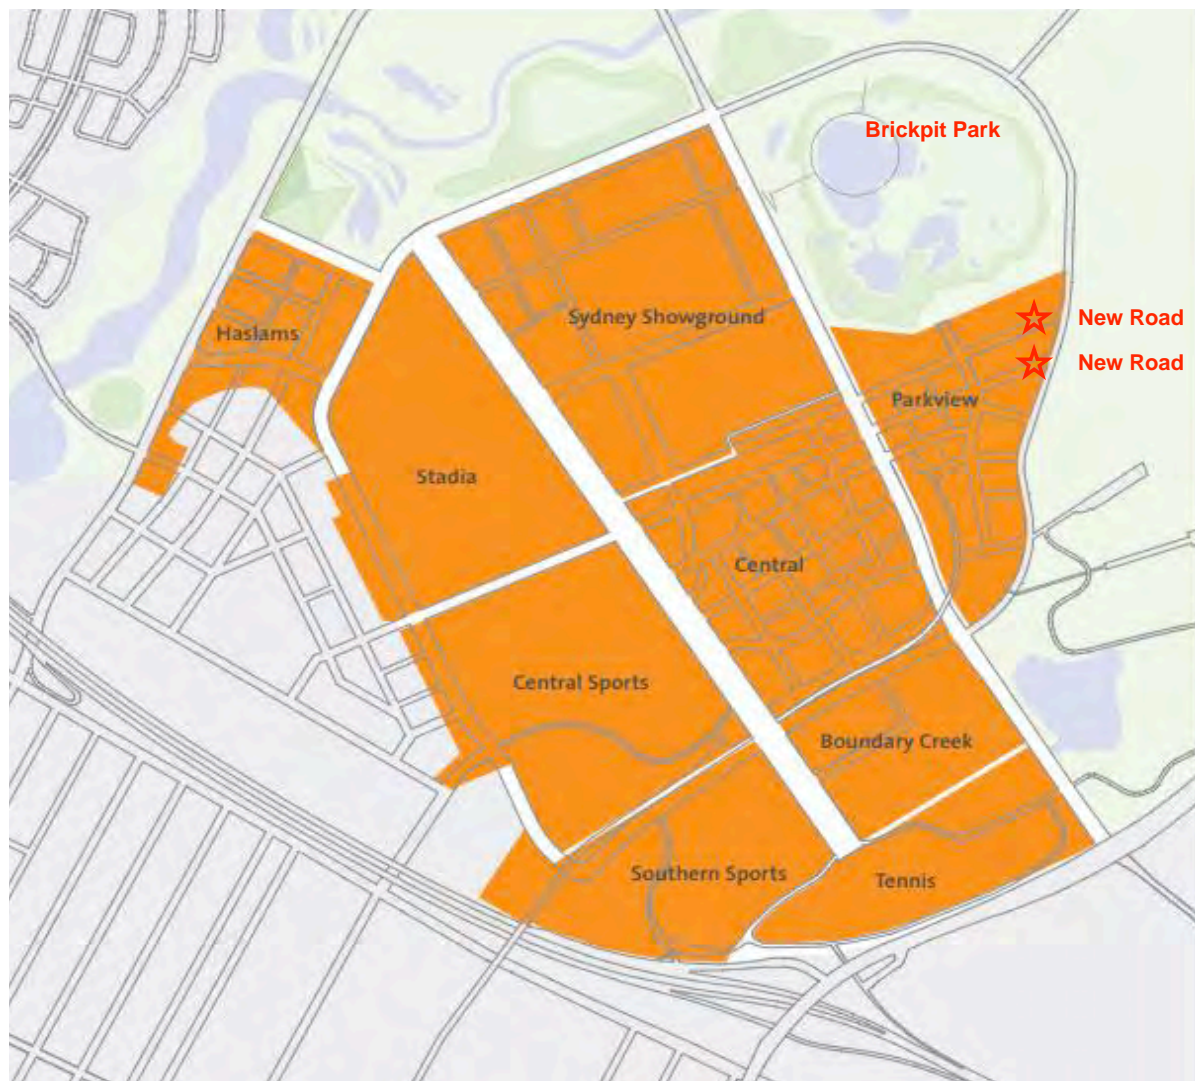 Brickpit Park
Sydney Showground
New Road
Haslams
New Road
Parkview
Stadia
Central
Central Sports
Boundary Creek
Southern Sports
Tennis